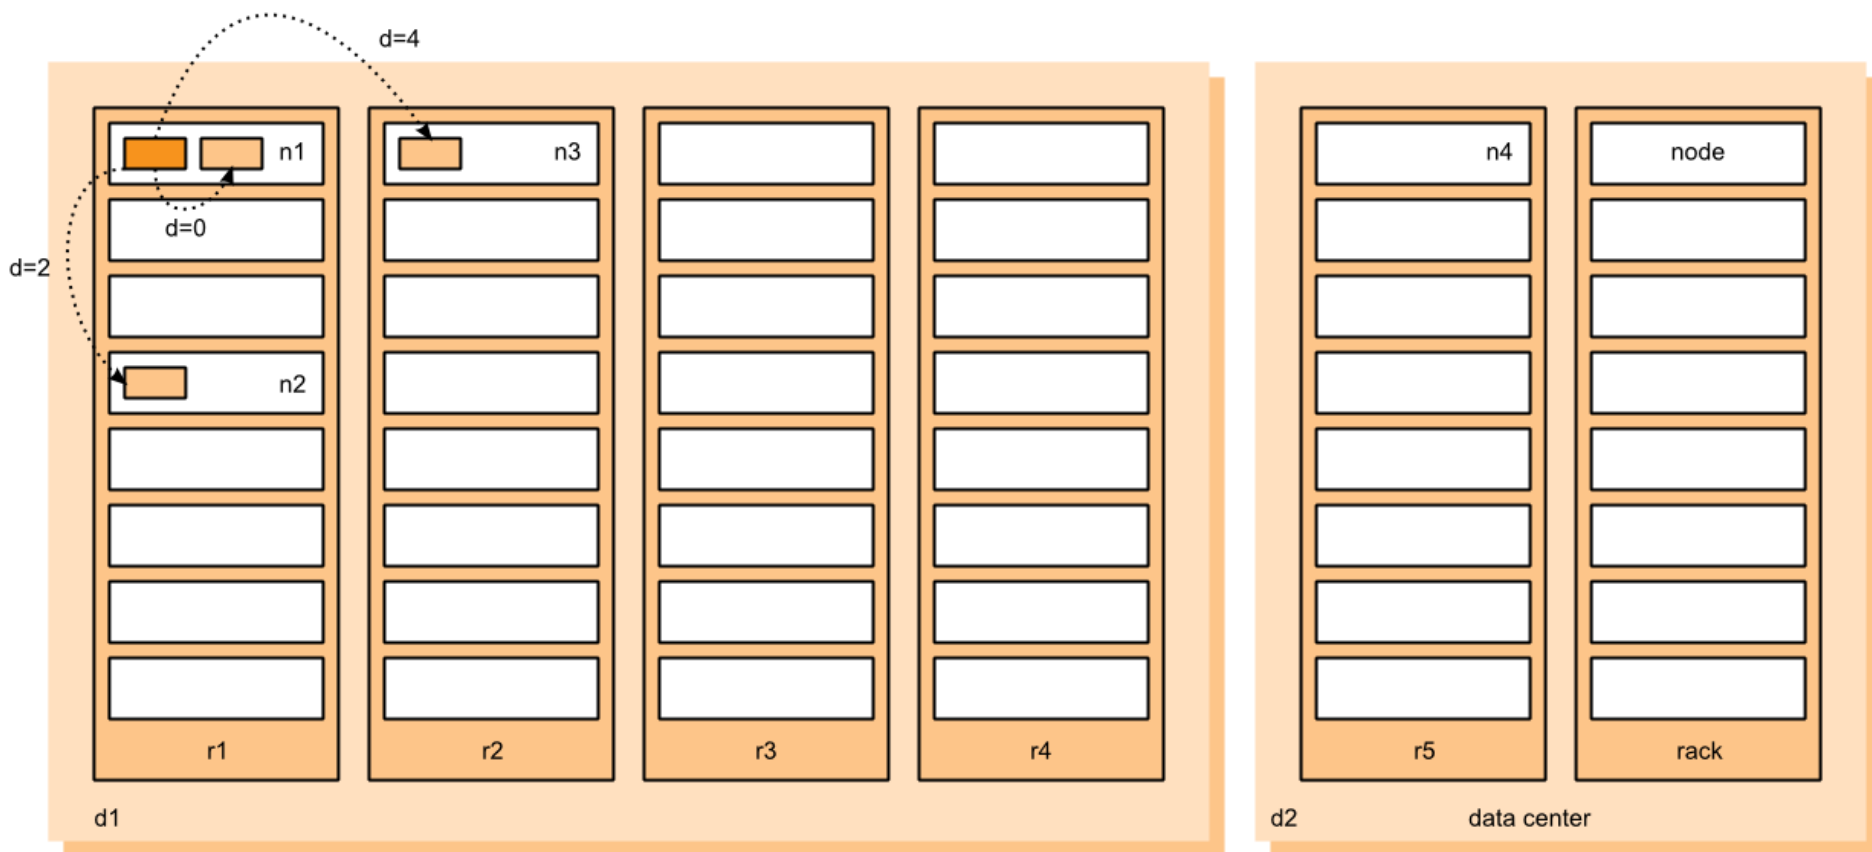 d=4
n1
n3
n4
node
d=0
d=2
n2
r1
r2
r3
r4
r5
rack
d1
d2
data center